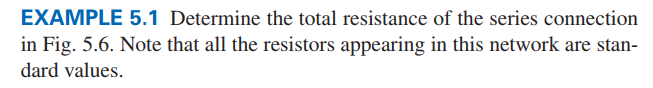 EXAMPLE 5.1 Determine the total resistance of the series connection
in Fig. 5.6. Note that all the resistors appearing in this network are stan-
dard values.